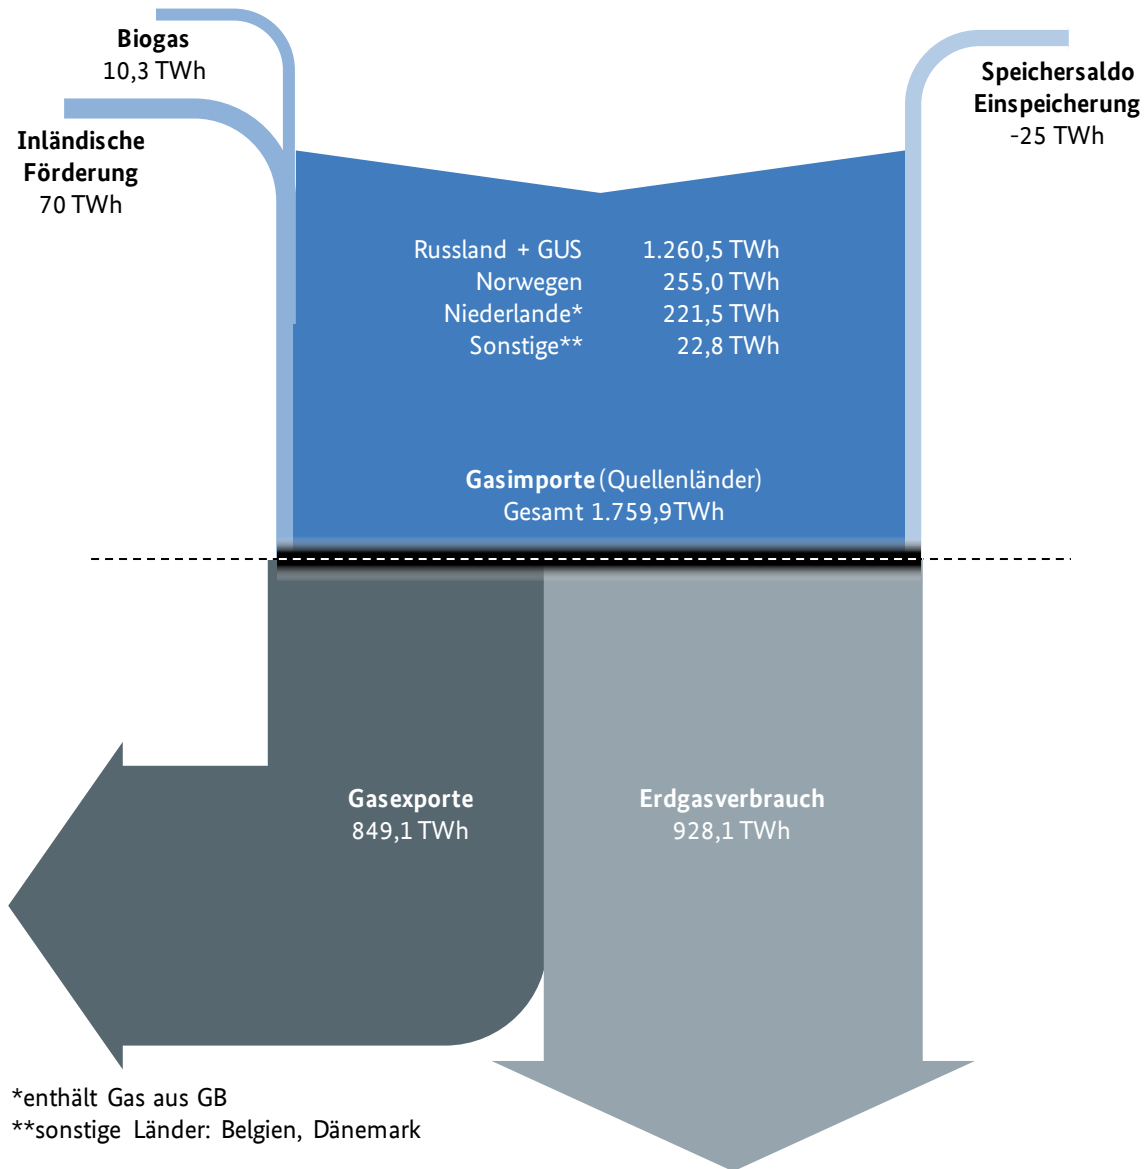 Biogas
10,3 TWh
Inländische
Förderung
70 TWh
Speichersaldo
Einspeicherung
-25 TWh
Russland + GUS 1.260,5 TWh
Norwegen 255,0 TWh
Niederlande* 221,5 TWh
Sonstige** 22,8 TWh
Gasimporte (Quellenländer)
Gesamt 1.759,9TWh
Gasexporte
849,1 TWh
Erdgasverbrauch
928,1 TWh
*enthält Gas aus GB
**sonstige Länder: Belgien, Dänemark